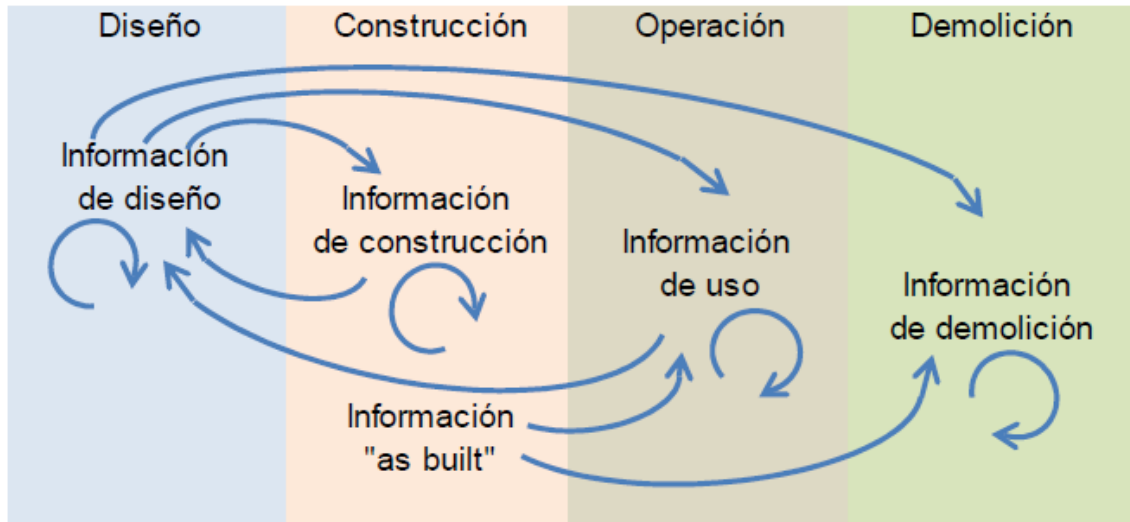 Diseño
Construcción
Operación
Demolición
Información
de diseño
Información
de construcción
Información
de uso
Información
de demolición
Información
"as built"